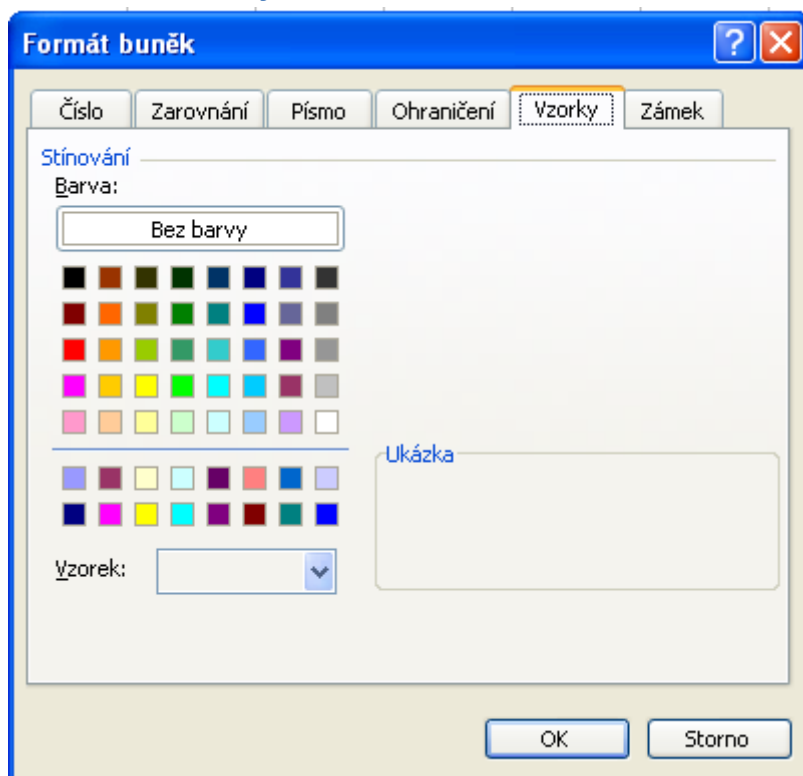 Formát buněk
Číslo Zarovnání Písmo Ohraničení Vzorky Zámek
Stínování
Barva:
Bez barvy
Ukázka
Vzorek:
OK Storno